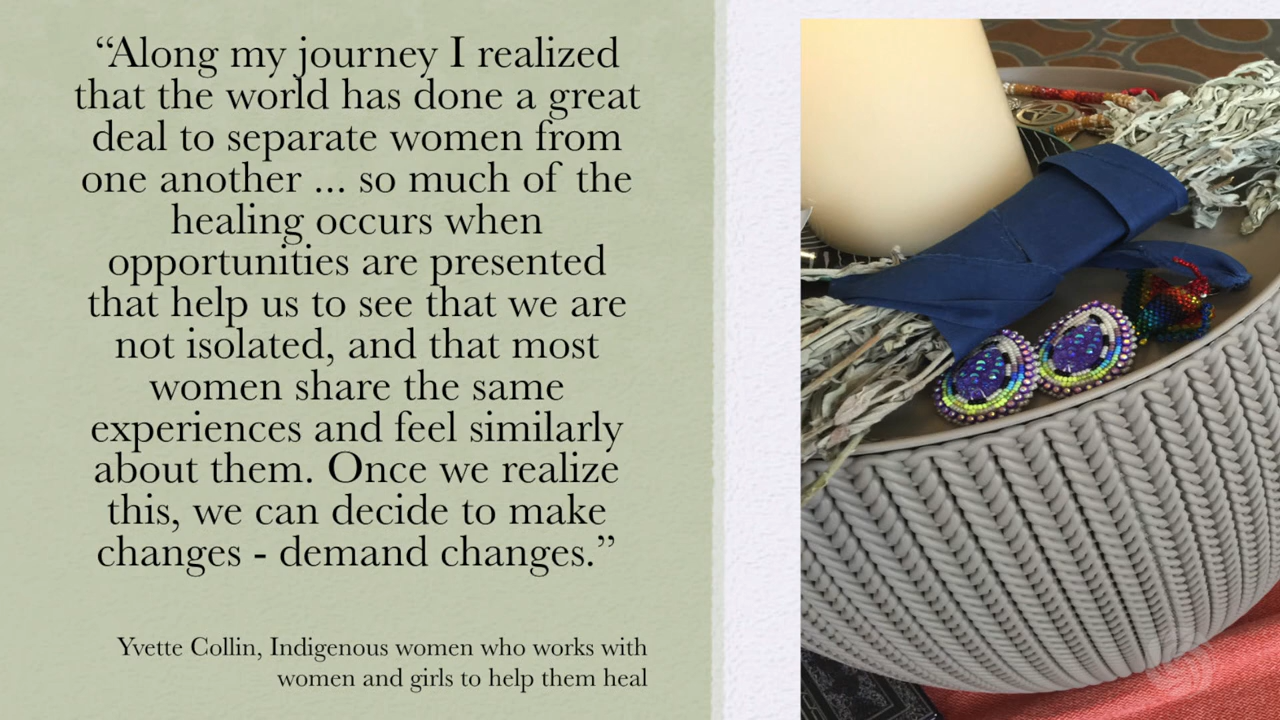 “Along my journey I realized
that the world has done a great
deal to separate women from
one another ... so much of the
healing occurs when
opportunities are presented
that help us to see that we are
not isolated, and that most
women share the same
experiences and feel similarly
about them. Once we realize
this, we can decide to make
changes - demand changes.”
Yvette Collin, Indigenous women who works with
women and girls to help them heal